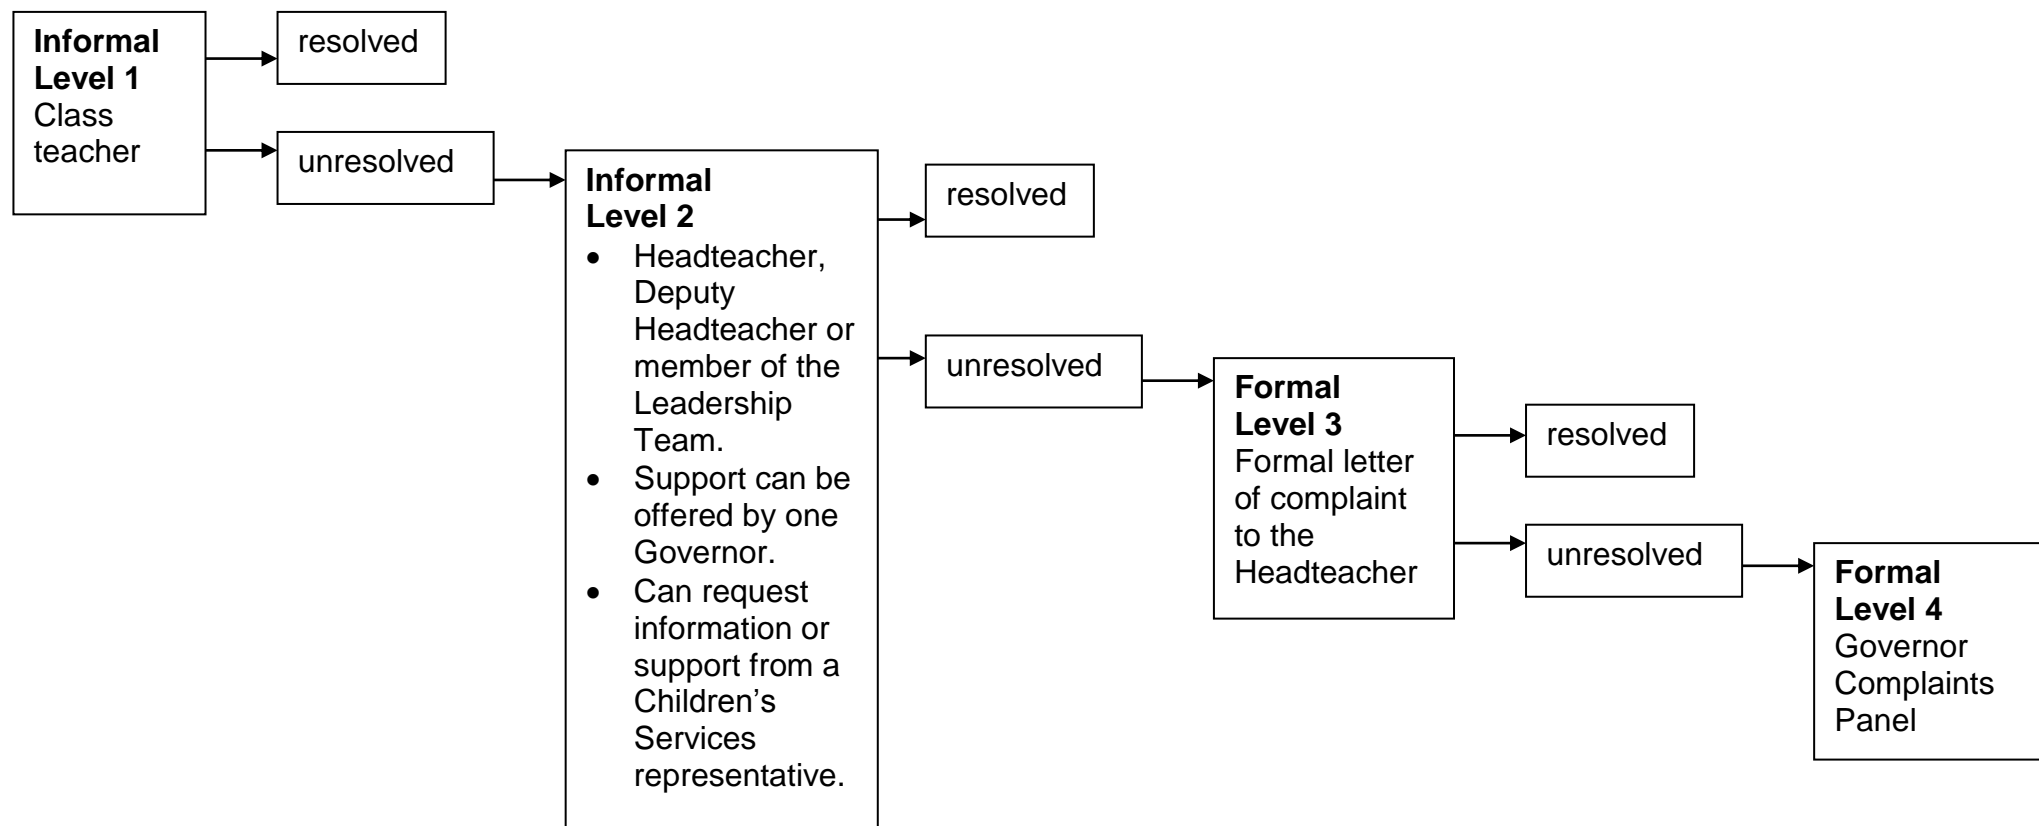 Informal
Level 1
Class
teacher
resolved
unresolved
Informal
Level 2
• Headteacher,
Deputy
Headteacher or
member of the
Leadership
Team.
• Support can be
offered by one
Governor.
• Can request
information or
support from a
Children’s
Services
representative.
resolved
unresolved
Formal
Level 3
Formal letter
of complaint
to the
Headteacher
resolved
unresolved
Formal
Level 4
Governor
Complaints
Panel